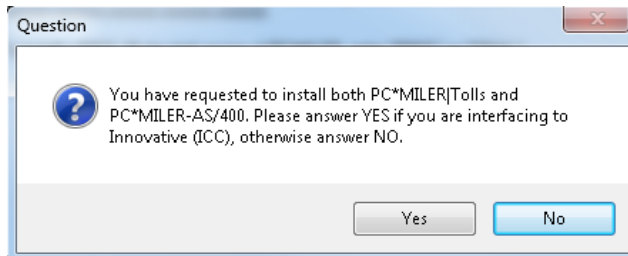 Question
You have requested to install both PC*MILER|Tolls and
PC*MILER-AS/400. Please answer YES if you are interfacing to
Innovative (ICC), otherwise answer NO.
Yes No